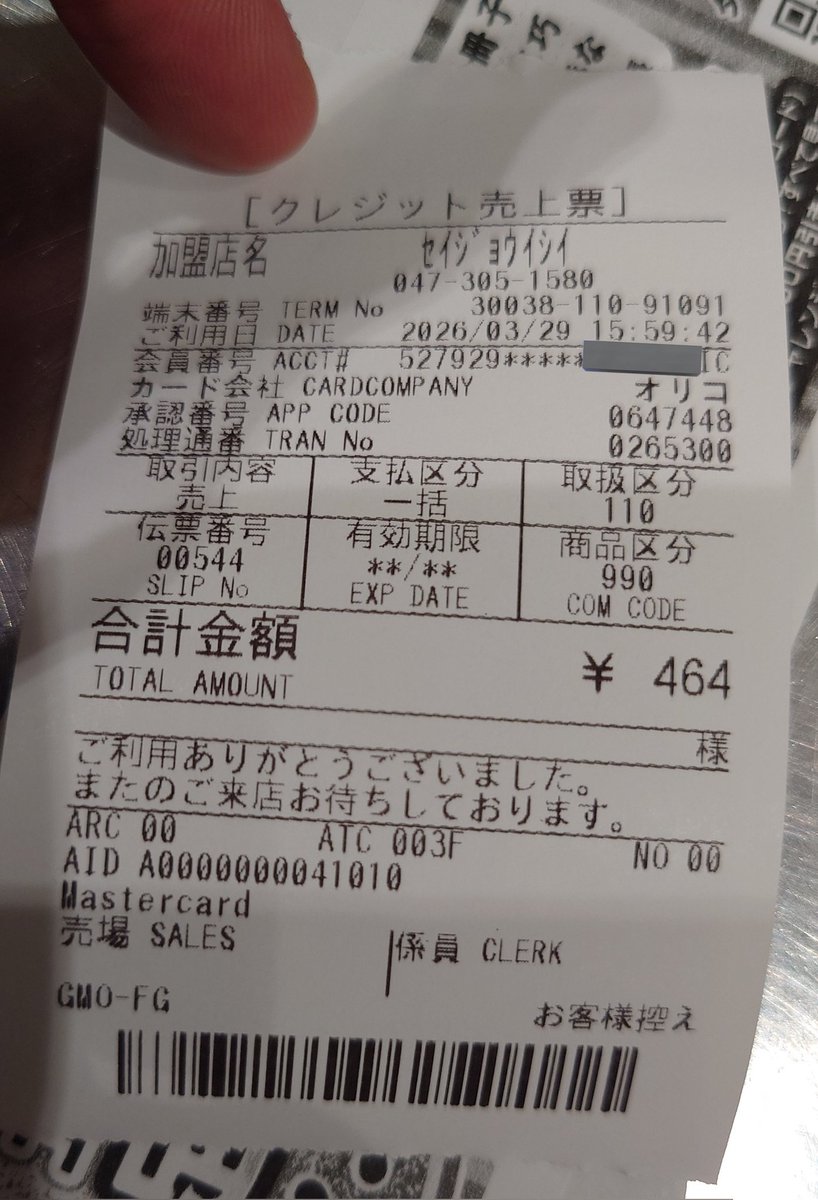 [クレジット売上票]
加盟店名 セイジョウイシイ
047-305-1580
端末番号 TERM No 30038-110-91091
ご利用日 DATE 2026/03/29 15:59:42
会員番号 ACCT# 527929***** IC
カード会社 CARDCOMPANY オリコ
承認番号 APP CODE 0647448
処理通番 TRAN No 0265300
取引内容 支払区分 取扱区分
売上 一括 110
伝票番号 有効期限 商品区分
00544 **/** 990
SLIP No EXP DATE COM CODE
合計金額
TOTAL AMOUNT ¥ 464
様
ご利用ありがとうございました。
またのご来店お待ちしております。
ARC 00 ATC 003F NO 00
AID A0000000041010
Mastercard
売場 SALES 係員 CLERK
GMO-FG
お客様控え